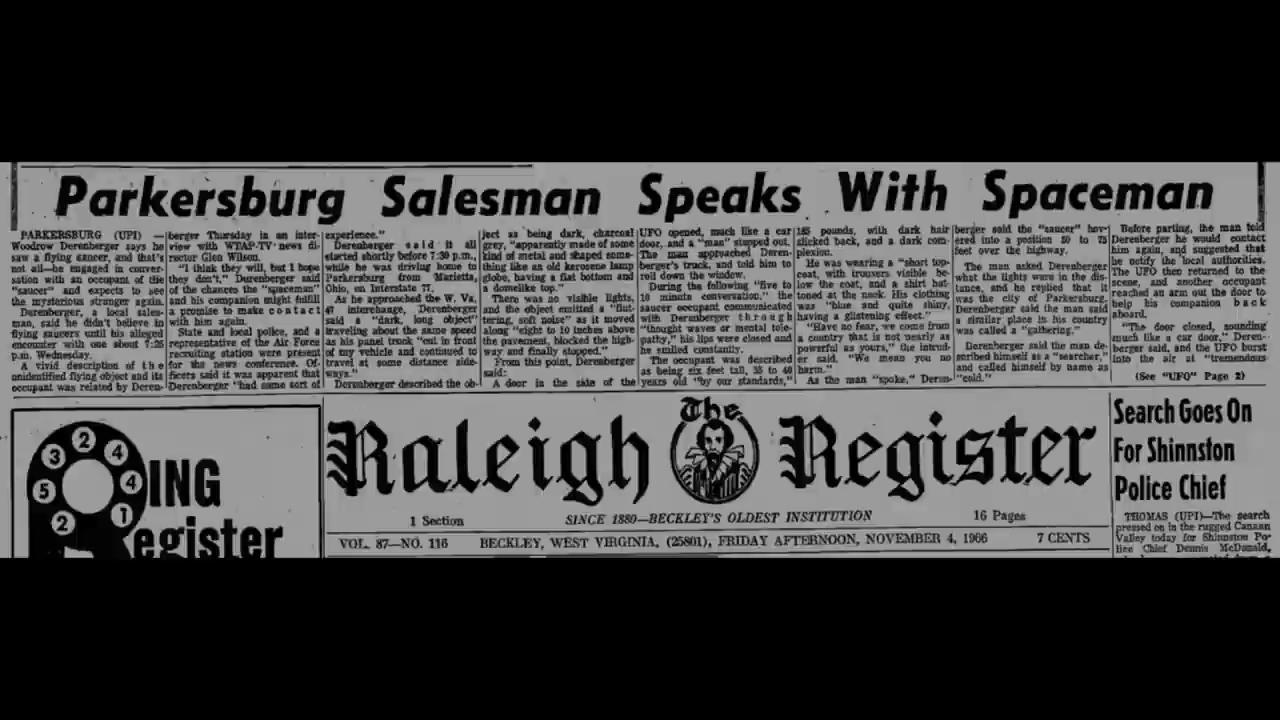 Parkersburg Salesman Speaks With Spaceman
PARKERSBURG (UPI) —
Woodrow Derenberger says he
saw a flying saucer, and that's
not all—he engaged in conver-
sation with an occupant of the
"saucer" and expects to see
the mysterious stranger again.
Derenberger, a local sales-
man, said he didn't believe in
flying saucers until his alleged
encounter with one about 7:25
p.m. Wednesday.
A vivid description of the
unidentified flying object and its
occupant was related by Deren-
berger Thursday in an inter-
view with WTAP-TV news di-
rector Glen Wilson.
"I think they will, but I hope
they don't," Derenberger said
of the chances the "spaceman"
and his companion might fulfill
a promise to make contact
with him again.
State and local police, and a
representative of the Air Force
recruiting station were present
for the news conference. Of-
ficers said it was apparent that
Derenberger "had some sort of
experience."
Derenberger said it all
started shortly before 7:30 p.m.,
while he was driving home to
Parkersburg from Marietta,
Ohio, on Interstate 77.
As he approached the W. Va.
47 interchange, Derenberger
said a "dark, long object"
traveling about the same speed
as his panel truck "cut in front
of my vehicle and continued to
travel at some distance side-
ways."
Derenberger described the ob-
ject as being dark, charcoal
grey, "apparently made of some
kind of metal and shaped some-
thing like an old kerosene lamp
globe, having a flat bottom and
a domelike top."
There was no visible lights,
and the object emitted a "flut-
tering, soft noise" as it moved
along "eight to 10 inches above
the pavement, blocked the high-
way and finally stopped."
From this point, Derenberger
said:
A door in the side of the
UFO opened, much like a car
door, and a "man" stepped out.
The man approached Deren-
berger's truck, and told him to
roll down the window.
During the following "five to
10 minute conversation," the
saucer occupant communicated
with Derenberger through
"thought waves or mental tele-
pathy," his lips were closed and
he smiled constantly.
The occupant was described
as being six feet tall, 35 to 40
years old "by our standards,"
185 pounds, with dark hair
slicked back, and a dark com-
plexion.
He was wearing a "short top-
coat, with trousers visible be-
low the coat, and a shirt but-
toned at the neck. His clothing
was "blue and quite shiny,
having a glistening effect."
"Have no fear, we come from
a country that is not nearly as
powerful as yours," the intrud-
er said. "We mean you no
harm."
As the man "spoke," Deren-
berger said the "saucer" hov-
ered into a position 50 to 75
feet over the highway.
The man asked Derenberger
what the lights were in the dis-
tance, and he replied that it
was the city of Parkersburg.
Derenberger said the man said
a similar place in his country
was called a "gathering."
Derenberger said the man de-
scribed himself as a "searcher,"
and called himself by name as
"cold."
Before parting, the man told
Derenberger he would contact
him again, and suggested that
he notify the local authorities.
The UFO then returned to the
scene, and another occupant
reached an arm out the door to
help his companion back
aboard.
"The door closed, sounding
much like a car door," Deren-
berger said, and the UFO burst
into the air at "tremendous
(See "UFO" Page 2)
2
3 4
5 4
2 1
RING
Register
The
Raleigh Register
1 Section SINCE 1880—BECKLEY'S OLDEST INSTITUTION 16 Pages
VOL. 87—NO. 116 BECKLEY, WEST VIRGINIA, (25801), FRIDAY AFTERNOON, NOVEMBER 4, 1966 7 CENTS
Search Goes On
For Shinnston
Police Chief
THOMAS (UPI)—The search
pressed on in the rugged Canaan
Valley today for Shinnston Po-
lice Chief Dennis McDonald,